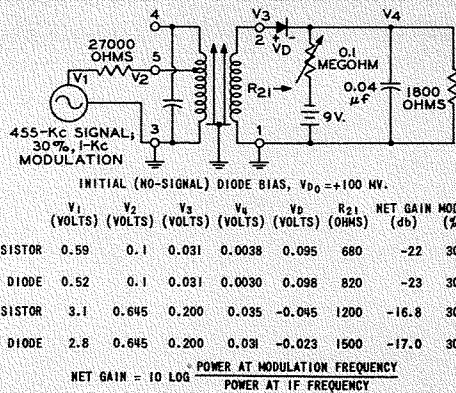 4
27000
OHMS
5
V1
V2
V3
2
VD
V4
0.1
MEGOHM
R21
0.04
μf
1800
OHMS
9V.
455-Kc SIGNAL,
30%, 1-Kc
MODULATION
3
1
INITIAL (NO-SIGNAL) DIODE BIAS, VD0 = +100 MV.
V1 V2 V3 V4 VD R21 NET GAIN MOD
(VOLTS) (VOLTS) (VOLTS) (VOLTS) (VOLTS) (OHMS) (db) (%
SISTOR 0.59 0.1 0.031 0.0038 0.095 680 -22 30
DIODE 0.52 0.1 0.031 0.0030 0.098 820 -23 30
SISTOR 3.1 0.645 0.200 0.035 -0.045 1200 -16.8 30
DIODE 2.8 0.645 0.200 0.031 -0.023 1500 -17.0 30
NET GAIN = 10 LOG POWER AT MODULATION FREQUENCY
POWER AT IF FREQUENCY